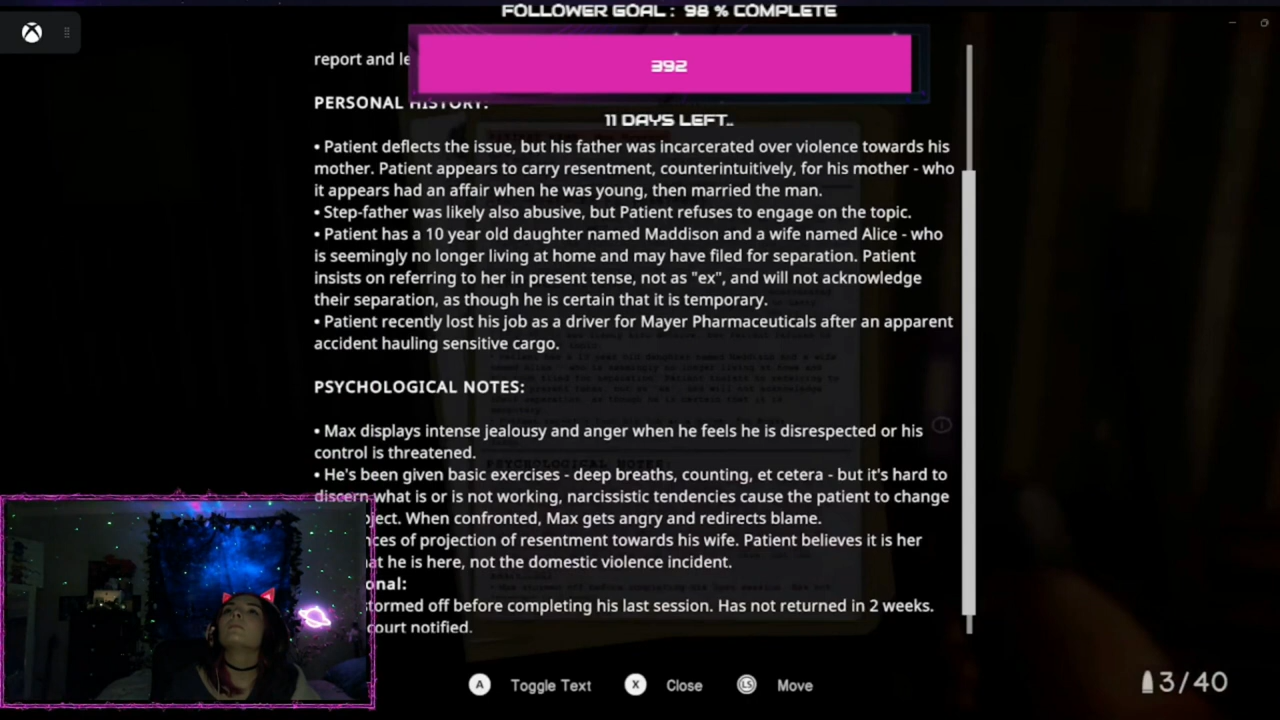 FOLLOWER GOAL : 98 % COMPLETE
392
11 DAYS LEFT..
report and le
PERSONAL HISTORY:
• Patient deflects the issue, but his father was incarcerated over violence towards his
mother. Patient appears to carry resentment, counterintuitively, for his mother - who
it appears had an affair when he was young, then married the man.
• Step-father was likely also abusive, but Patient refuses to engage on the topic.
• Patient has a 10 year old daughter named Maddison and a wife named Alice - who
is seemingly no longer living at home and may have filed for separation. Patient
insists on referring to her in present tense, not as "ex", and will not acknowledge
their separation, as though he is certain that it is temporary.
• Patient recently lost his job as a driver for Mayer Pharmaceuticals after an apparent
accident hauling sensitive cargo.
PSYCHOLOGICAL NOTES:
• Max displays intense jealousy and anger when he feels he is disrespected or his
control is threatened.
• He's been given basic exercises - deep breaths, counting, et cetera - but it's hard to
discern what is or is not working, narcissistic tendencies cause the patient to change
ject. When confronted, Max gets angry and redirects blame.
nces of projection of resentment towards his wife. Patient believes it is her
at he is here, not the domestic violence incident.
onal:
tormed off before completing his last session. Has not returned in 2 weeks.
court notified.
A Toggle Text X Close LS Move
3/40